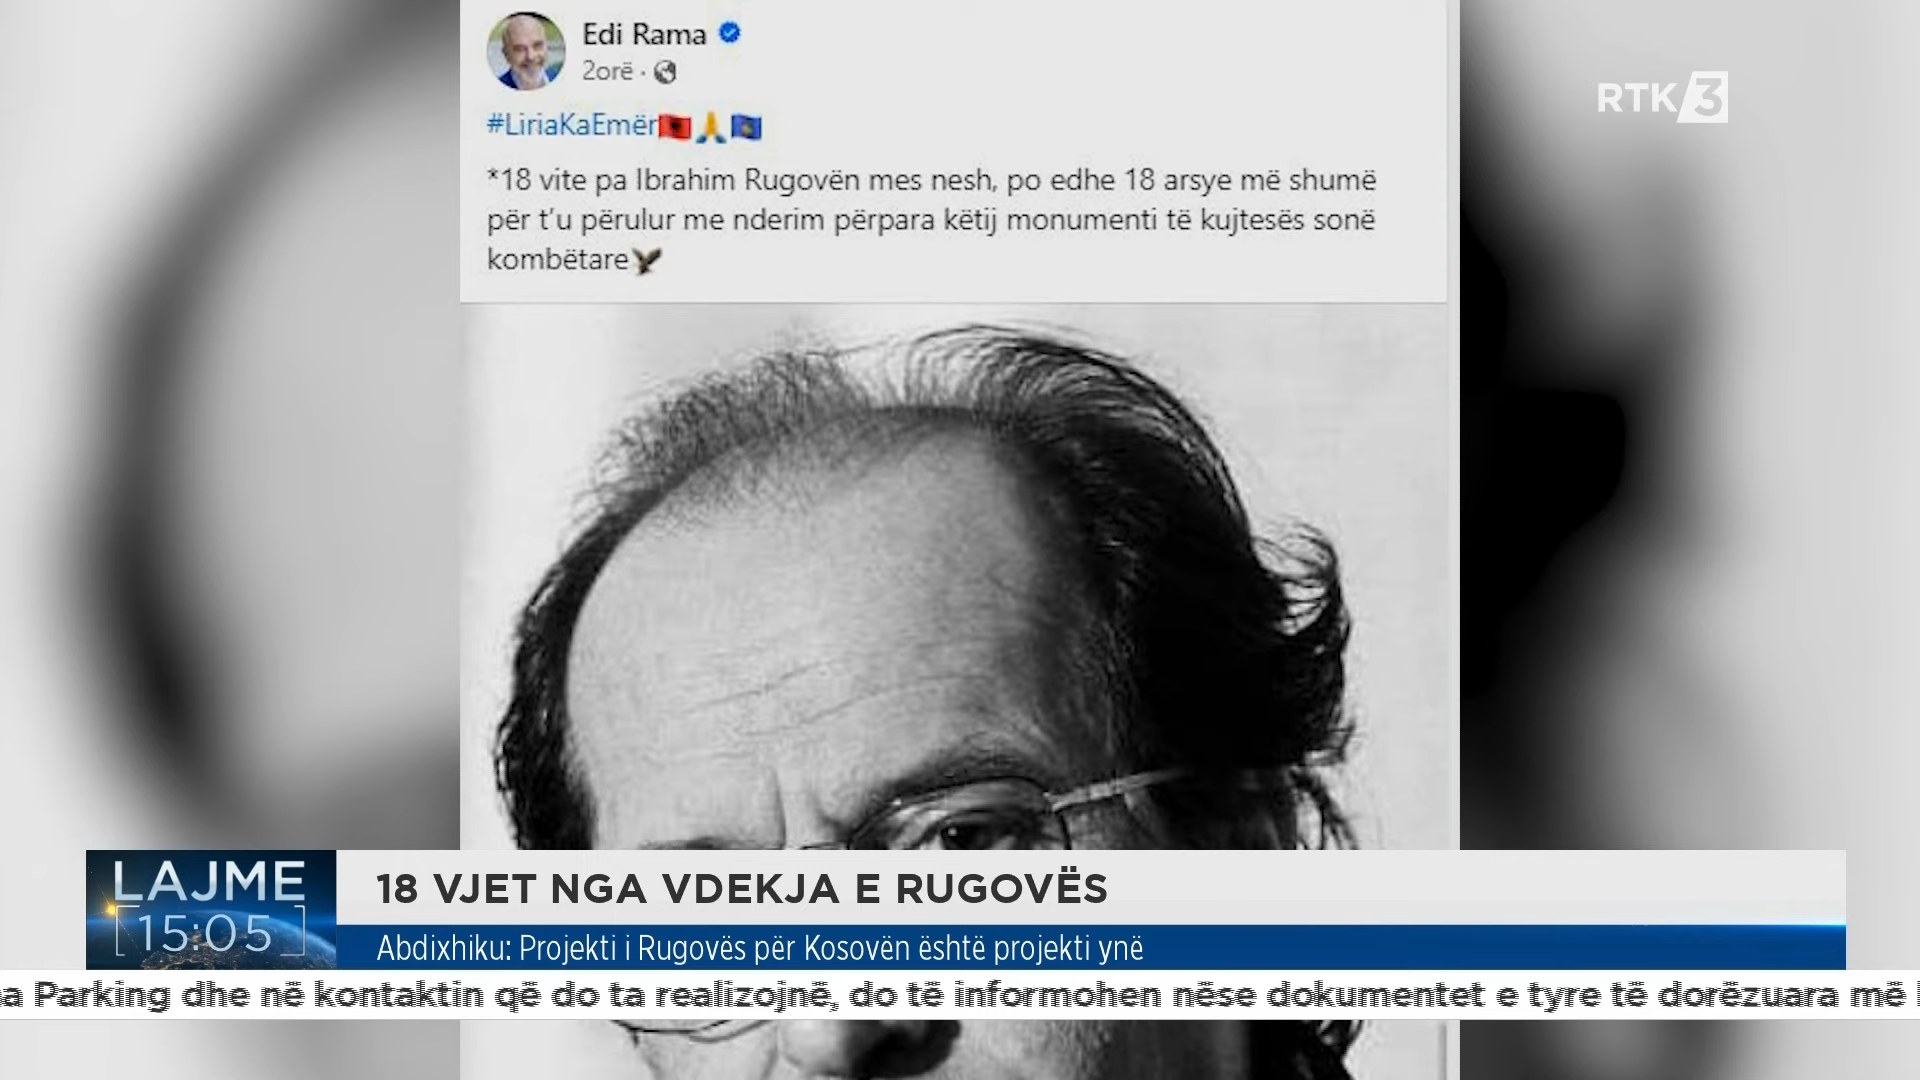 Edi Rama
2orë ·
#LiriaKaEmër🇦🇱🙏🇽🇰
*18 vite pa Ibrahim Rugovën mes nesh, po edhe 18 arsye më shumë
për t'u përulur me nderim përpara këtij monumenti të kujtesës sonë
kombëtare🦅
RTK 3
LAJME
15:05
18 VJET NGA VDEKJA E RUGOVËS
Abdixhiku: Projekti i Rugovës për Kosovën është projekti ynë
Parking dhe në kontaktin që do ta realizojnë, do të informohen nëse dokumentet e tyre të dorëzuara më